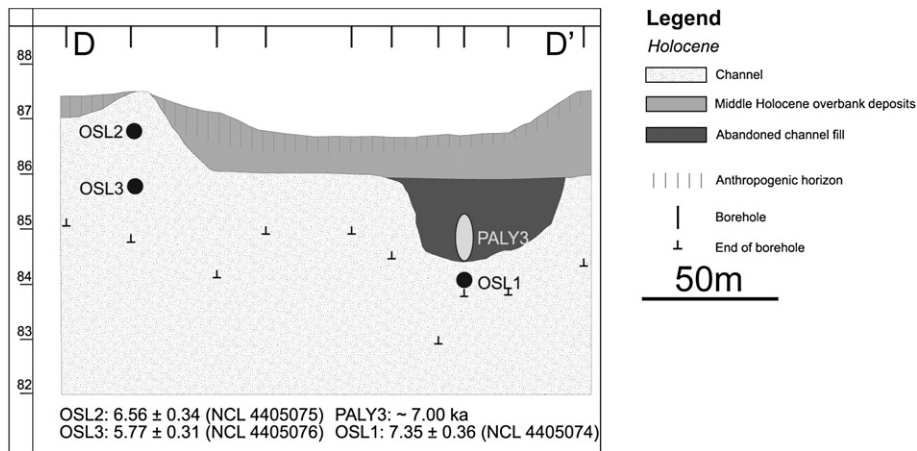 D
D'
88
87
86
85
84
83
82
OSL2
OSL3
PALY3
OSL1
OSL2: 6.56 ± 0.34 (NCL 4405075) PALY3: ~ 7.00 ka
OSL3: 5.77 ± 0.31 (NCL 4405076) OSL1: 7.35 ± 0.36 (NCL 4405074)
Legend
Holocene
Channel
Middle Holocene overbank deposits
Abandoned channel fill
Anthropogenic horizon
Borehole
End of borehole
50m